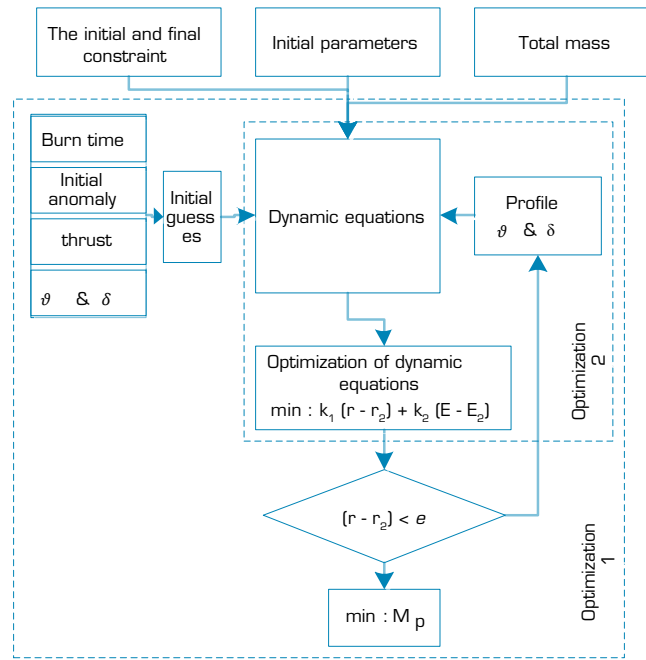 The initial and final
constraint
Initial parameters
Total mass
Burn time
Initial
anomaly
thrust
ϑ & δ
Initial
guess
es
Dynamic equations
Profile
ϑ & δ
Optimization of dynamic
equations
min : k₁ (r - r₂) + k₂ (E - E₂)
Optimization
2
(r - r₂) < e
min : M p
Optimization
1